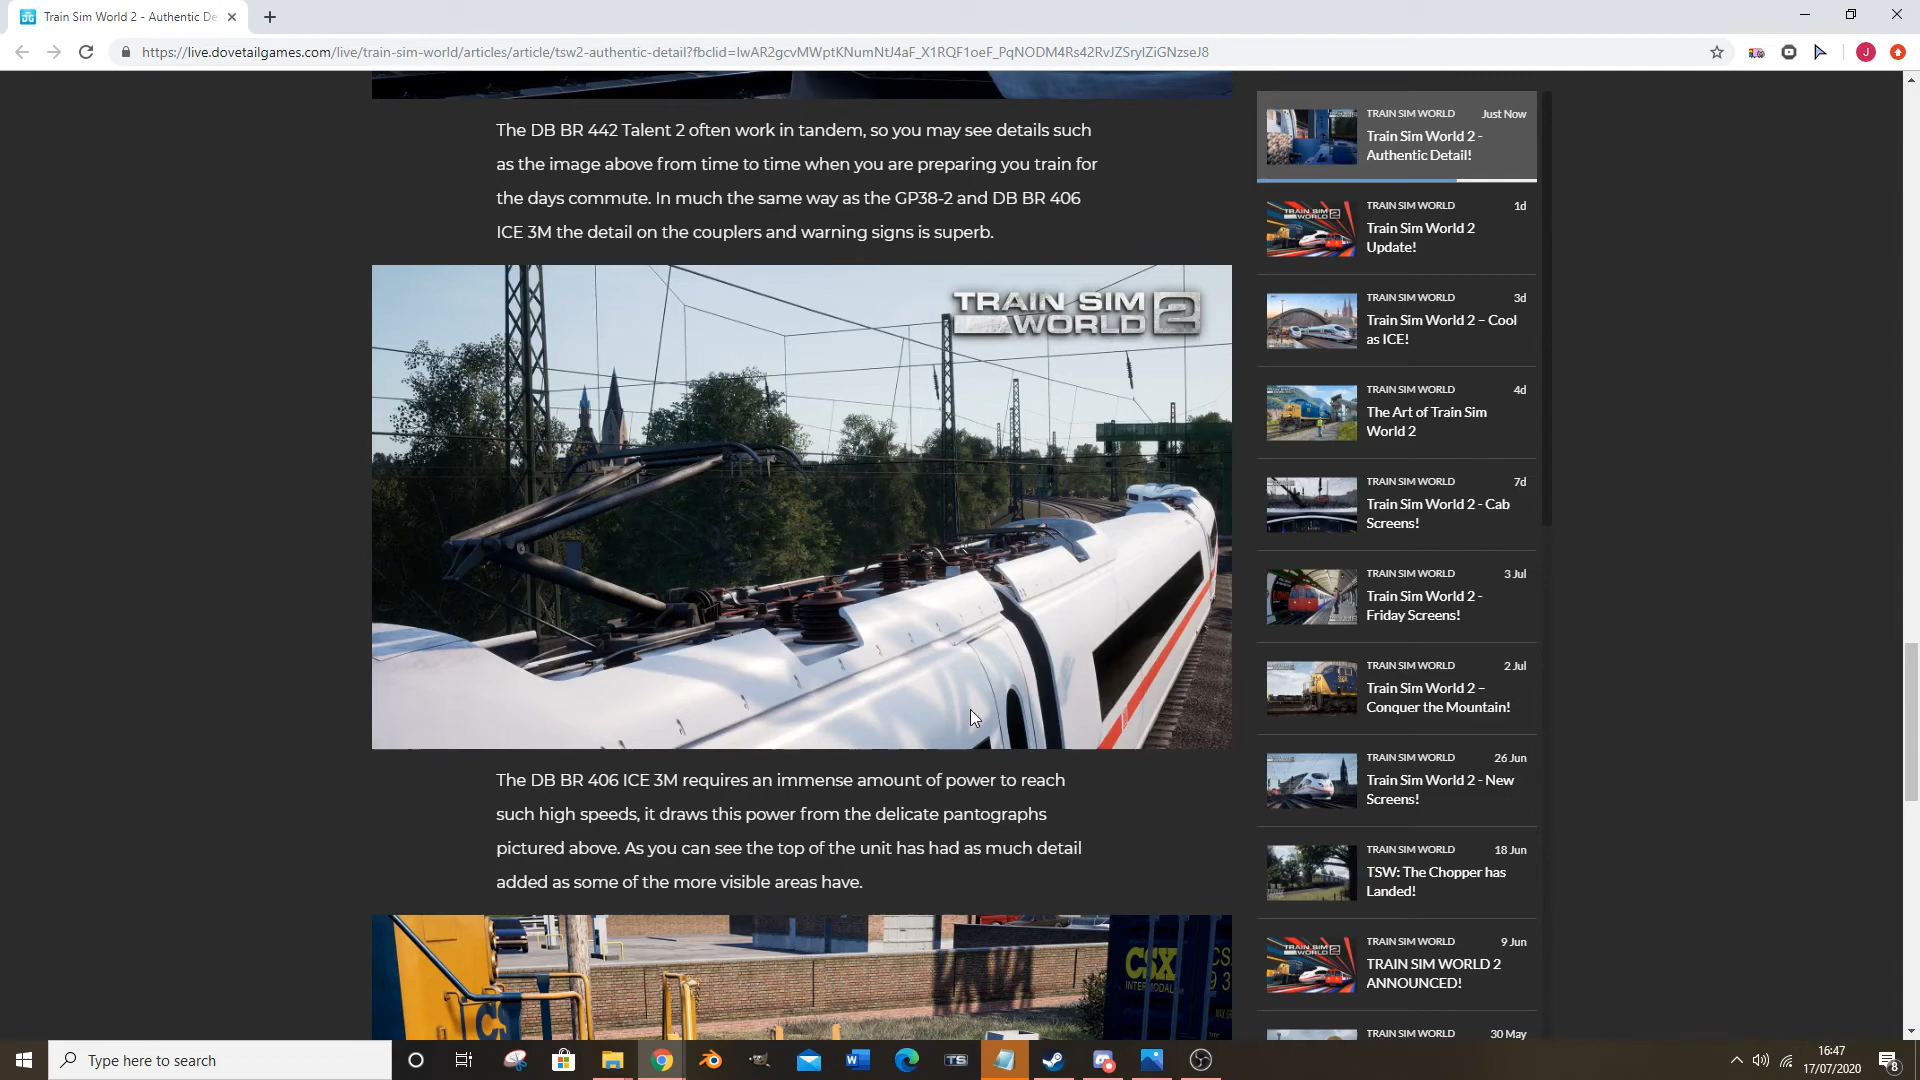 Train Sim World 2 - Authentic De
https://live.dovetailgames.com/live/train-sim-world/articles/article/tsw2-authentic-detail?fbclid=IwAR2gcvMWptKNumNtJ4aF_X1RQF1oeF_PqNODM4Rs42RvJZSrylZiGNzseJ8
J
The DB BR 442 Talent 2 often work in tandem, so you may see details such
as the image above from time to time when you are preparing you train for
the days commute. In much the same way as the GP38-2 and DB BR 406
ICE 3M the detail on the couplers and warning signs is superb.
TRAIN SIM
WORLD 2
The DB BR 406 ICE 3M requires an immense amount of power to reach
such high speeds, it draws this power from the delicate pantographs
pictured above. As you can see the top of the unit has had as much detail
added as some of the more visible areas have.
CSX
INTERMODAL
TRAIN SIM WORLD Just Now
Train Sim World 2 -
Authentic Detail!
TRAIN SIM WORLD 1d
Train Sim World 2
Update!
TRAIN SIM WORLD 3d
Train Sim World 2 – Cool
as ICE!
TRAIN SIM WORLD 4d
The Art of Train Sim
World 2
TRAIN SIM WORLD 7d
Train Sim World 2 - Cab
Screens!
TRAIN SIM WORLD 3 Jul
Train Sim World 2 -
Friday Screens!
TRAIN SIM WORLD 2 Jul
Train Sim World 2 –
Conquer the Mountain!
TRAIN SIM WORLD 26 Jun
Train Sim World 2 - New
Screens!
TRAIN SIM WORLD 18 Jun
TSW: The Chopper has
Landed!
TRAIN SIM WORLD 9 Jun
TRAIN SIM WORLD 2
ANNOUNCED!
TRAIN SIM WORLD 30 May
Type here to search
TS
16:47
17/07/2020
8